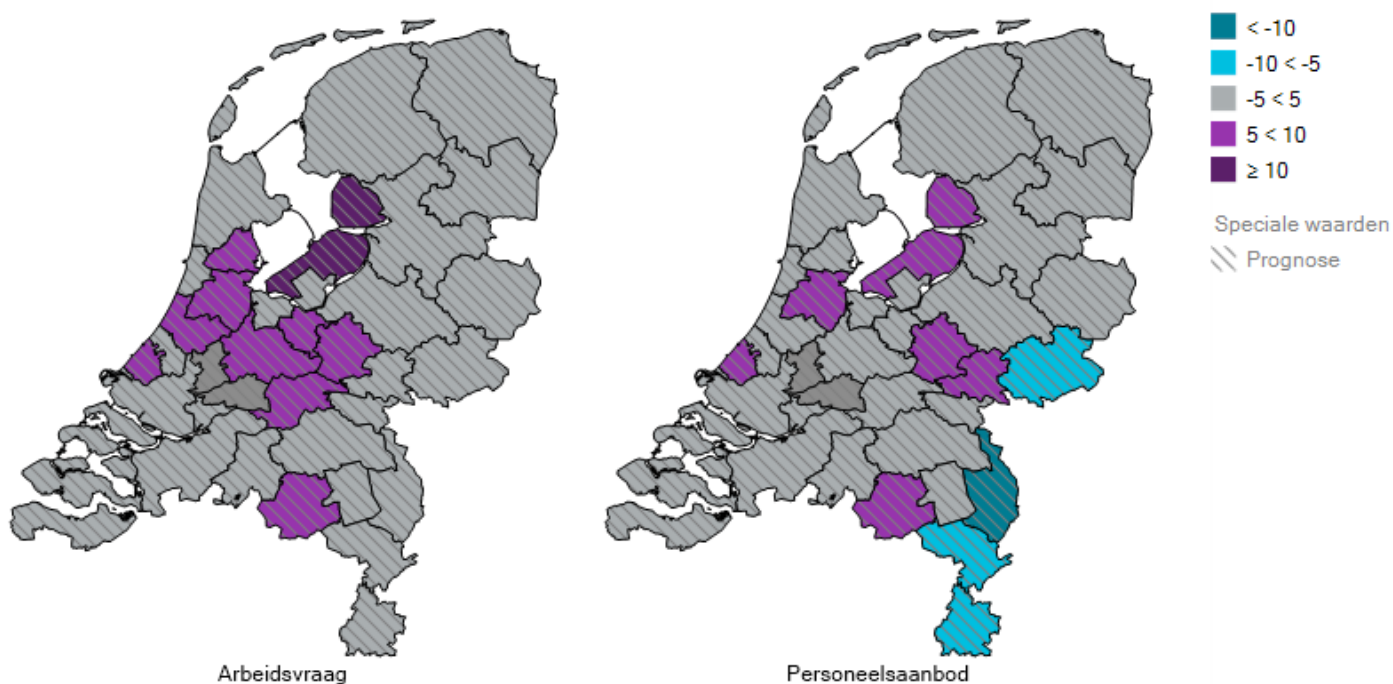 < -10
-10 < -5
-5 < 5
5 < 10
≥ 10
Speciale waarden
Prognose
Arbeidsvraag
Personeelsaanbod